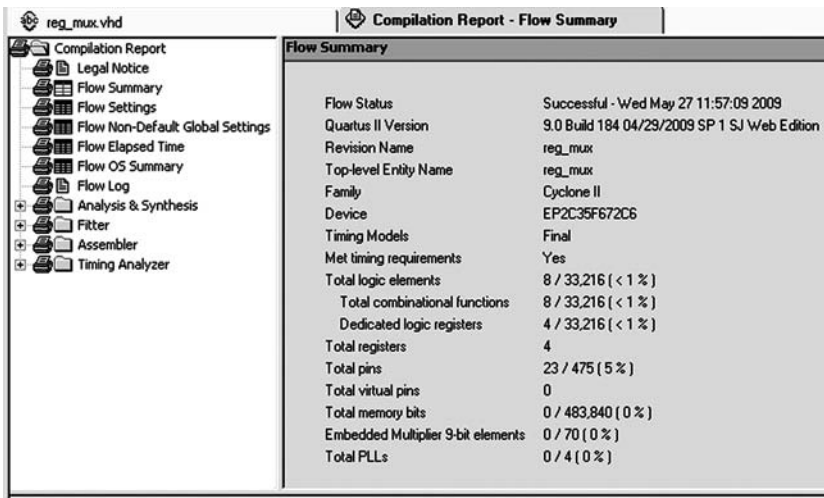 reg_mux.vhd
Compilation Report - Flow Summary
Compilation Report
Legal Notice
Flow Summary
Flow Settings
Flow Non-Default Global Settings
Flow Elapsed Time
Flow OS Summary
Flow Log
Analysis & Synthesis
Fitter
Assembler
Timing Analyzer
Flow Summary
Flow Status Successful - Wed May 27 11:57:09 2009
Quartus II Version 9.0 Build 184 04/29/2009 SP 1 SJ Web Edition
Revision Name reg_mux
Top-level Entity Name reg_mux
Family Cyclone II
Device EP2C35F672C6
Timing Models Final
Met timing requirements Yes
Total logic elements 8 / 33,216 ( < 1 % )
Total combinational functions 8 / 33,216 ( < 1 % )
Dedicated logic registers 4 / 33,216 ( < 1 % )
Total registers 4
Total pins 23 / 475 ( 5 % )
Total virtual pins 0
Total memory bits 0 / 483,840 ( 0 % )
Embedded Multiplier 9-bit elements 0 / 70 ( 0 % )
Total PLLs 0 / 4 ( 0 % )